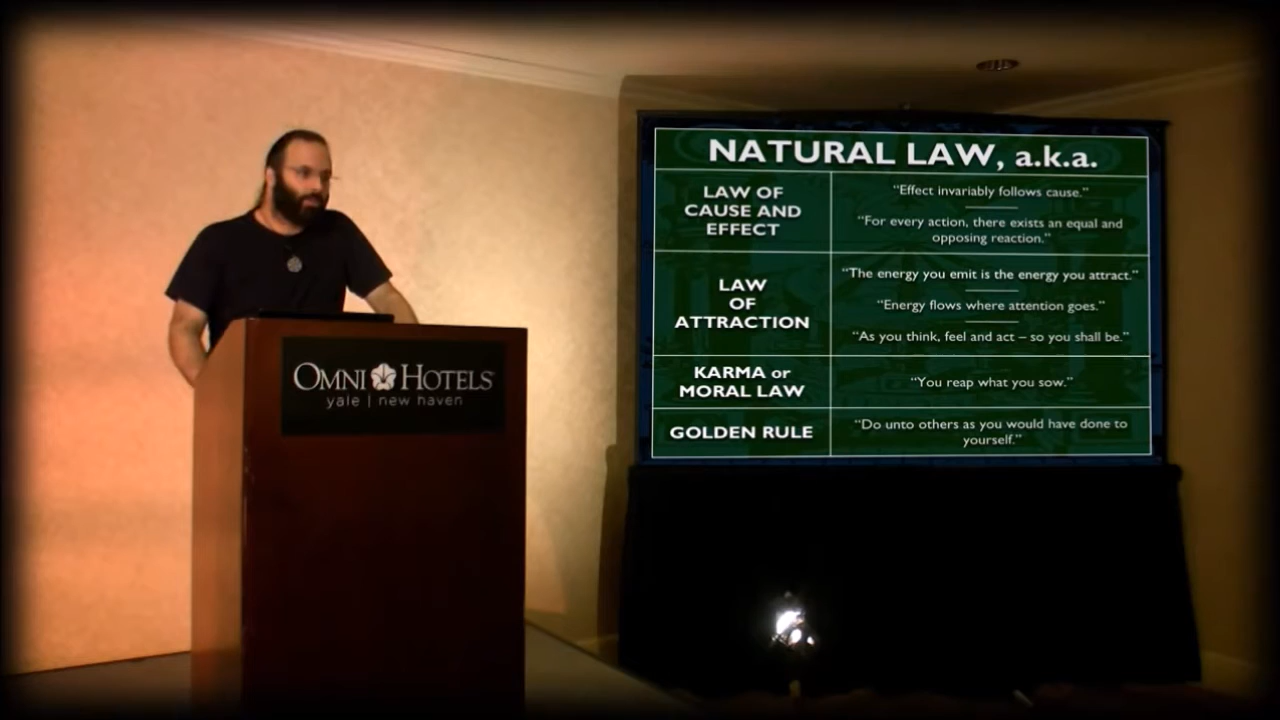 OMNI HOTELS
yale | new haven
NATURAL LAW, a.k.a.
LAW OF
CAUSE AND
EFFECT
“Effect invariably follows cause.”
“For every action, there exists an equal and
opposing reaction.”
LAW
OF
ATTRACTION
“The energy you emit is the energy you attract.”
“Energy flows where attention goes.”
“As you think, feel and act – so you shall be.”
KARMA or
MORAL LAW
“You reap what you sow.”
GOLDEN RULE
“Do unto others as you would have done to
yourself.”